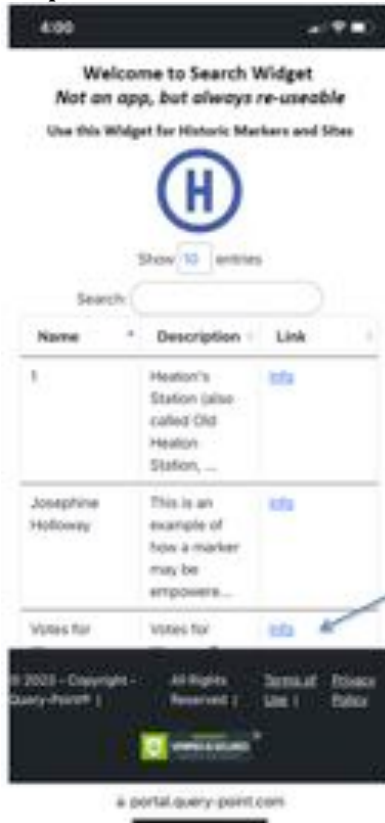 4:00
Welcome to Search Widget
Not an app, but always re-useable
Use this Widget for Historic Markers and Sites
H
Show 10 entries
Search:
Name Description Link
1 Heaton's Info
Station (also
called Old
Heaton
Station, ...
Josephine This is an Info
Holloway example of
how a marker
may be
empowere...
Votes for Votes for Info
© 2023 - Copyright - All Rights Terms of Privacy
Query-Point® | Reserved | Use | Policy
portal.query-point.com